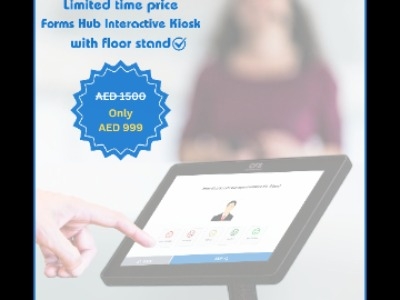 Limited time price
Forms Hub Interactive Kiosk
with floor stand
AED 1500
Only
AED 999